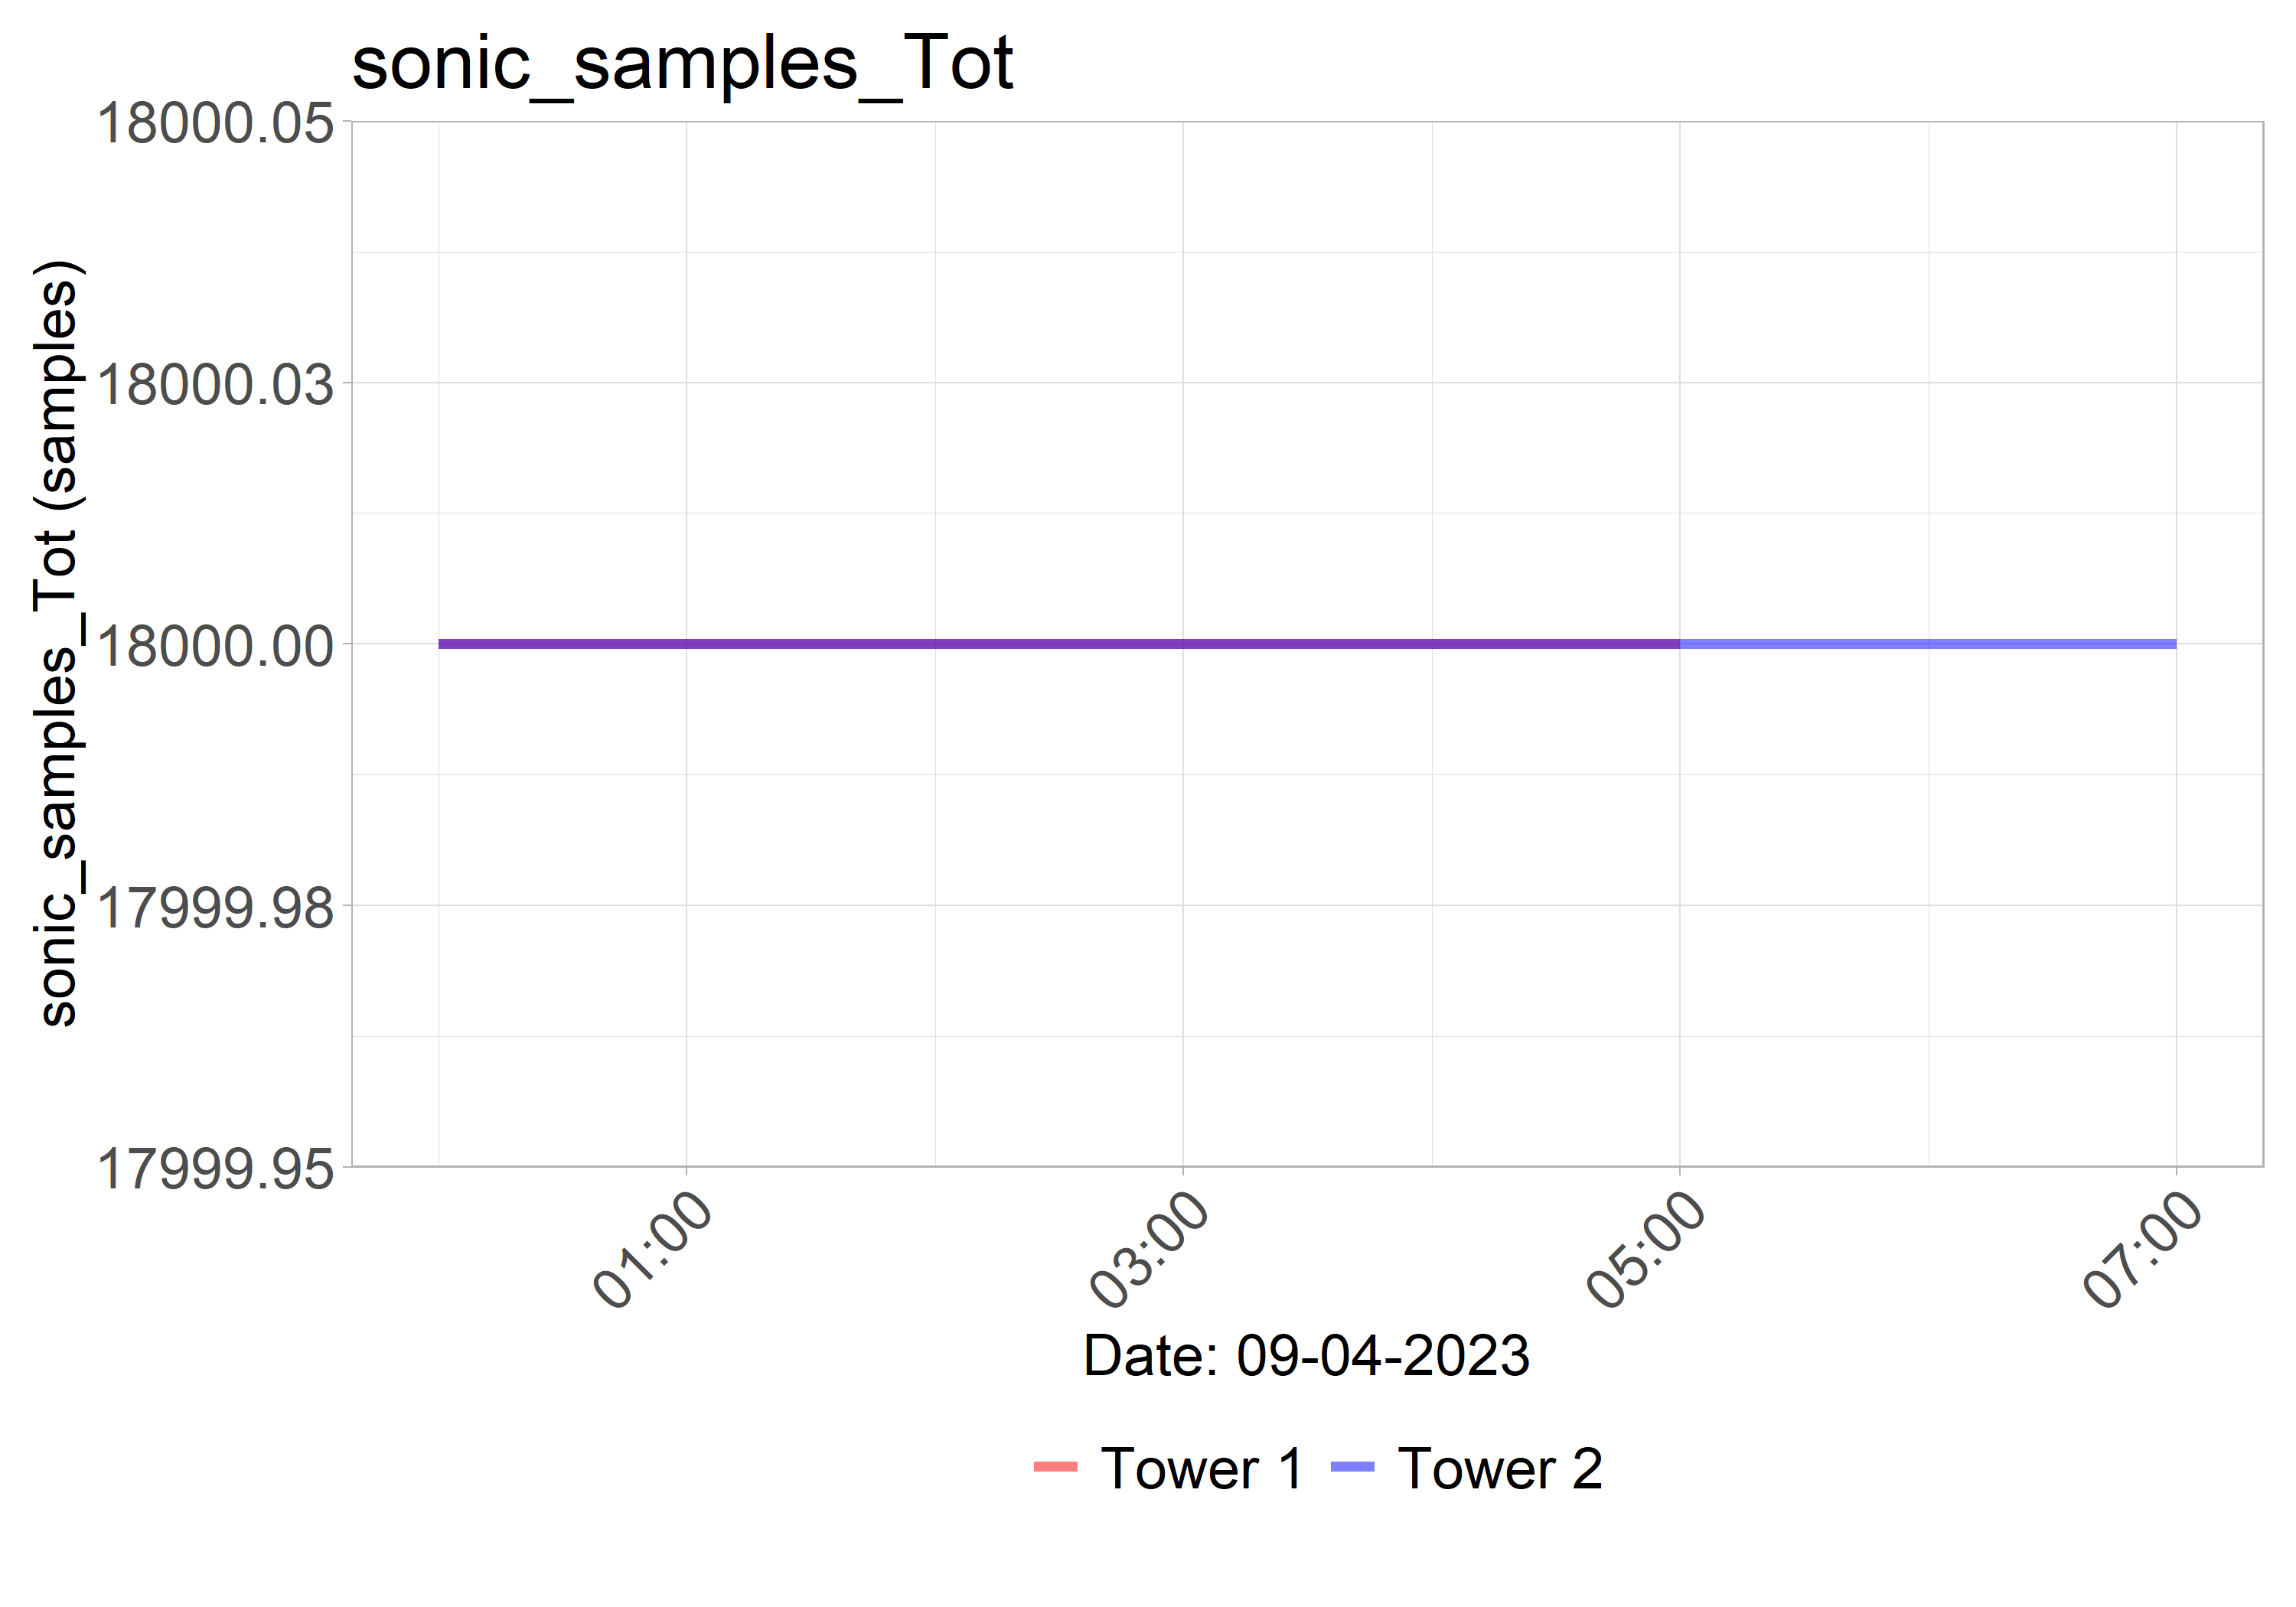 sonic_samples_Tot
sonic_samples_Tot (samples)
18000.05
18000.03
18000.00
17999.98
17999.95
01:00
03:00
05:00
07:00
Date: 09-04-2023
Tower 1
Tower 2